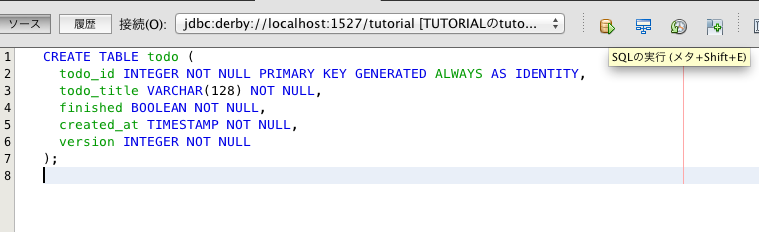 ソース 履歴 接続(O): jdbc:derby://localhost:1527/tutorial [TUTORIALのtuto...
SQLの実行 (メタ+Shift+E)
1 CREATE TABLE todo (
2 todo_id INTEGER NOT NULL PRIMARY KEY GENERATED ALWAYS AS IDENTITY,
3 todo_title VARCHAR(128) NOT NULL,
4 finished BOOLEAN NOT NULL,
5 created_at TIMESTAMP NOT NULL,
6 version INTEGER NOT NULL
7 );
8